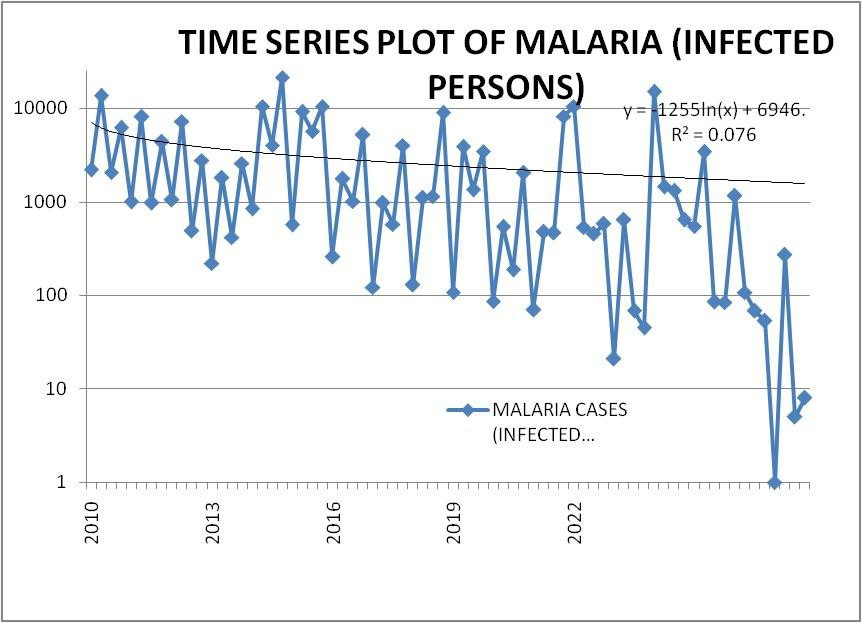 TIME SERIES PLOT OF MALARIA (INFECTED
PERSONS)
y = -1255ln(x) + 6946.
R² = 0.076
10000
1000
100
10
1
MALARIA CASES
(INFECTED...
2010
2013
2016
2019
2022